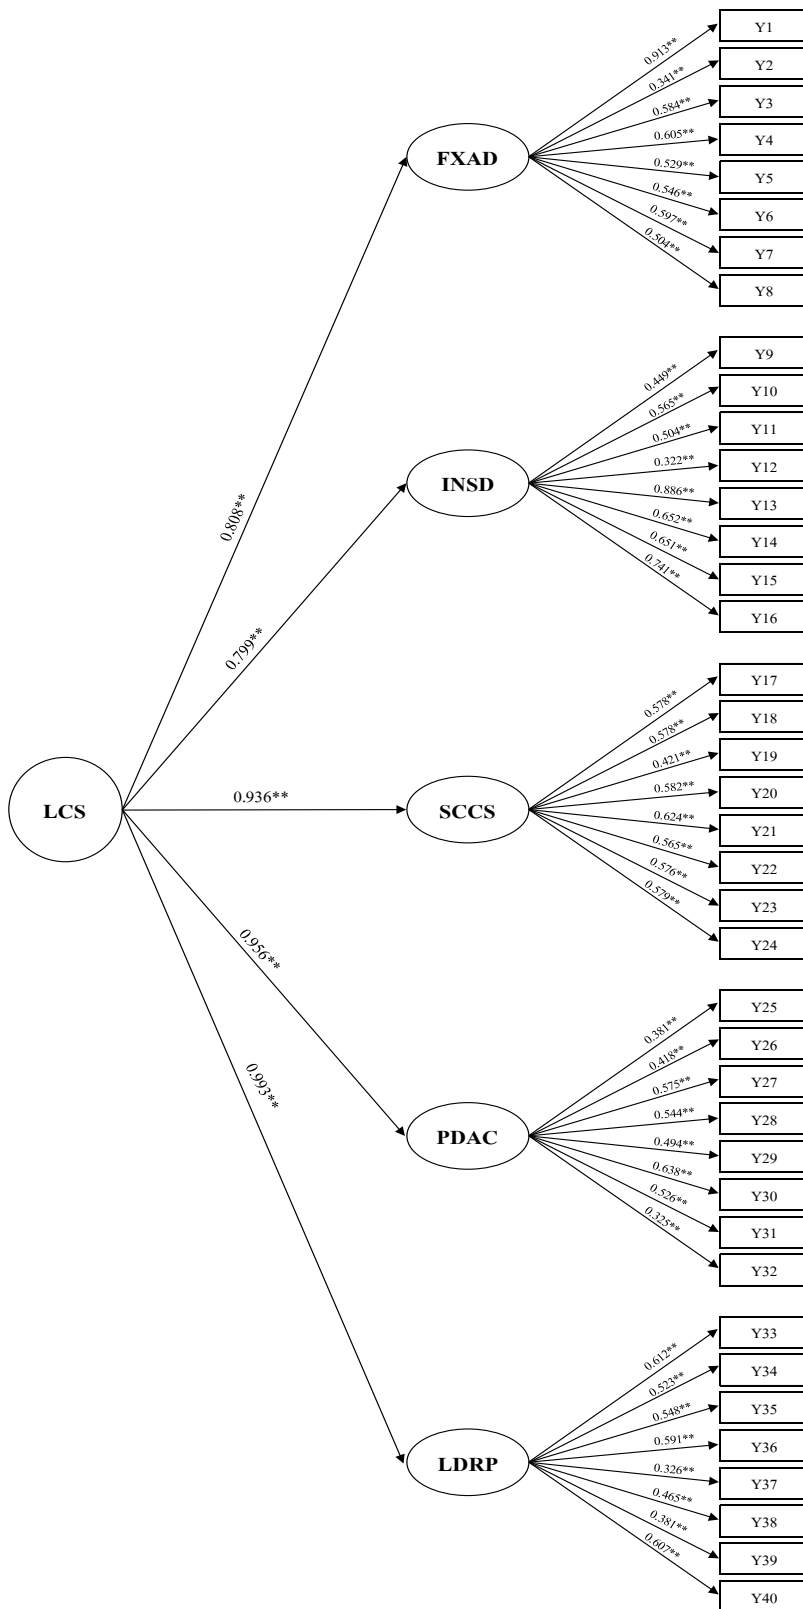 Y1
0.913**
Y2
0.341**
Y3
0.584**
Y4
0.605**
FXAD
Y5
0.529**
Y6
0.546**
Y7
0.597**
Y8
0.504**
Y9
0.449**
Y10
0.565**
Y11
0.504**
Y12
0.322**
INSD
Y13
0.886**
Y14
0.652**
Y15
0.651**
Y16
0.741**
0.808**
0.799**
Y17
0.578**
Y18
0.578**
Y19
0.421**
Y20
0.582**
LCS
0.936**
SCCS
Y21
0.624**
Y22
0.565**
Y23
0.576**
Y24
0.579**
0.956**
0.993**
Y25
0.381**
Y26
0.418**
Y27
0.575**
Y28
0.544**
PDAC
Y29
0.494**
Y30
0.638**
Y31
0.526**
Y32
0.325**
Y33
0.612**
Y34
0.523**
Y35
0.548**
Y36
0.591**
LDRP
Y37
0.326**
Y38
0.465**
Y39
0.381**
Y40
0.607**